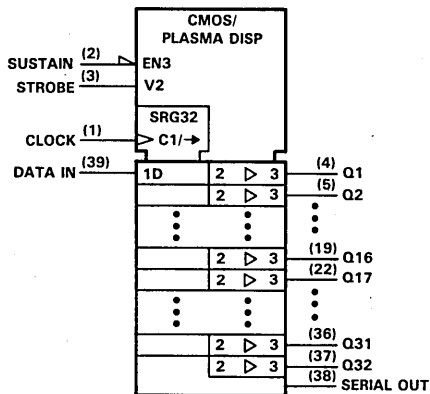 CMOS/
PLASMA DISP
SUSTAIN (2) EN3
STROBE (3) V2
SRG32
CLOCK (1) C1/→
DATA IN (39) 1D 2 ▷ 3 (4) Q1
2 ▷ 3 (5) Q2
2 ▷ 3 (19) Q16
2 ▷ 3 (22) Q17
2 ▷ 3 (36) Q31
2 ▷ 3 (37) Q32
(38) SERIAL OUT